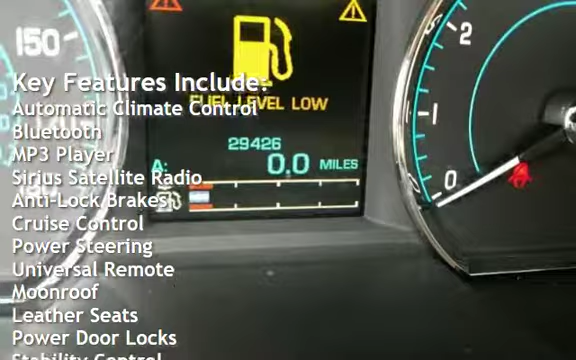 150
2
Key Features Include:
FUEL LEVEL LOW
Automatic Climate Control
1
Bluetooth
29426
MP3 Player
A: 0.0 MILES
Sirius Satellite Radio
0
Anti-Lock Brakes
Cruise Control
Power Steering
Universal Remote
Moonroof
Leather Seats
Power Door Locks
Stability Control